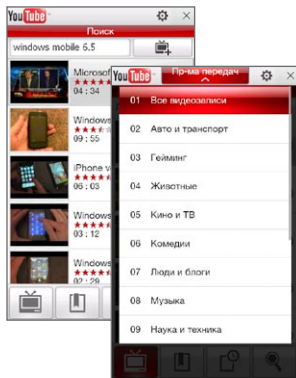 YouTube
Поиск
windows mobile 6.5
Microsof
04 : 34
Windows
09 : 55
iPhone v
06 : 03
Windows
03 : 12
Windows
02 : 29
YouTube
Пр-ма передач
01 Все видеозаписи
02 Авто и транспорт
03 Гейминг
04 Животные
05 Кино и ТВ
06 Комедии
07 Люди и блоги
08 Музыка
09 Наука и техника